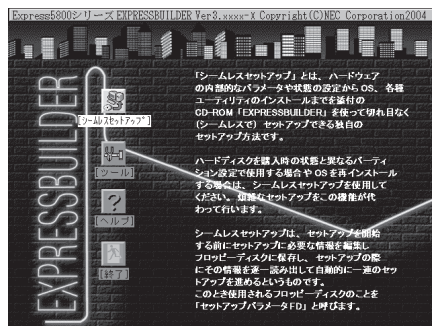 Express5800シリーズ EXPRESSBUILDER Ver3.xxxx-X Copyright(C)NEC Corporation2004
EXPRESSBUILDER
[シームレスセットアップ]
[ツール]
[ヘルプ]
[終了]
「シームレスセットアップ」とは、ハードウェア
の内部的なパラメータや状態の設定から OS、各種
ユーティリティのインストールまでを添付の
CD-ROM「EXPRESSBUILDER」を使って切れ目なく
(シームレスで) セットアップできる独自の
セットアップ方法です。
ハードディスクを購入時の状態と異なるパーティ
ション設定で使用する場合や OS を再インストール
する場合は、シームレスセットアップを使用して
ください。煩雑なセットアップをこの機能が代
わって行います。
シームレスセットアップは、セットアップを開始
する前にセットアップに必要な情報を編集し
フロッピーディスクに保存し、セットアップの際
にその情報を逐一読み出して自動的に一連のセッ
トアップを進めるというものです。
このとき使用されるフロッピーディスクのことを
「セットアップパラメータFD」と呼びます。